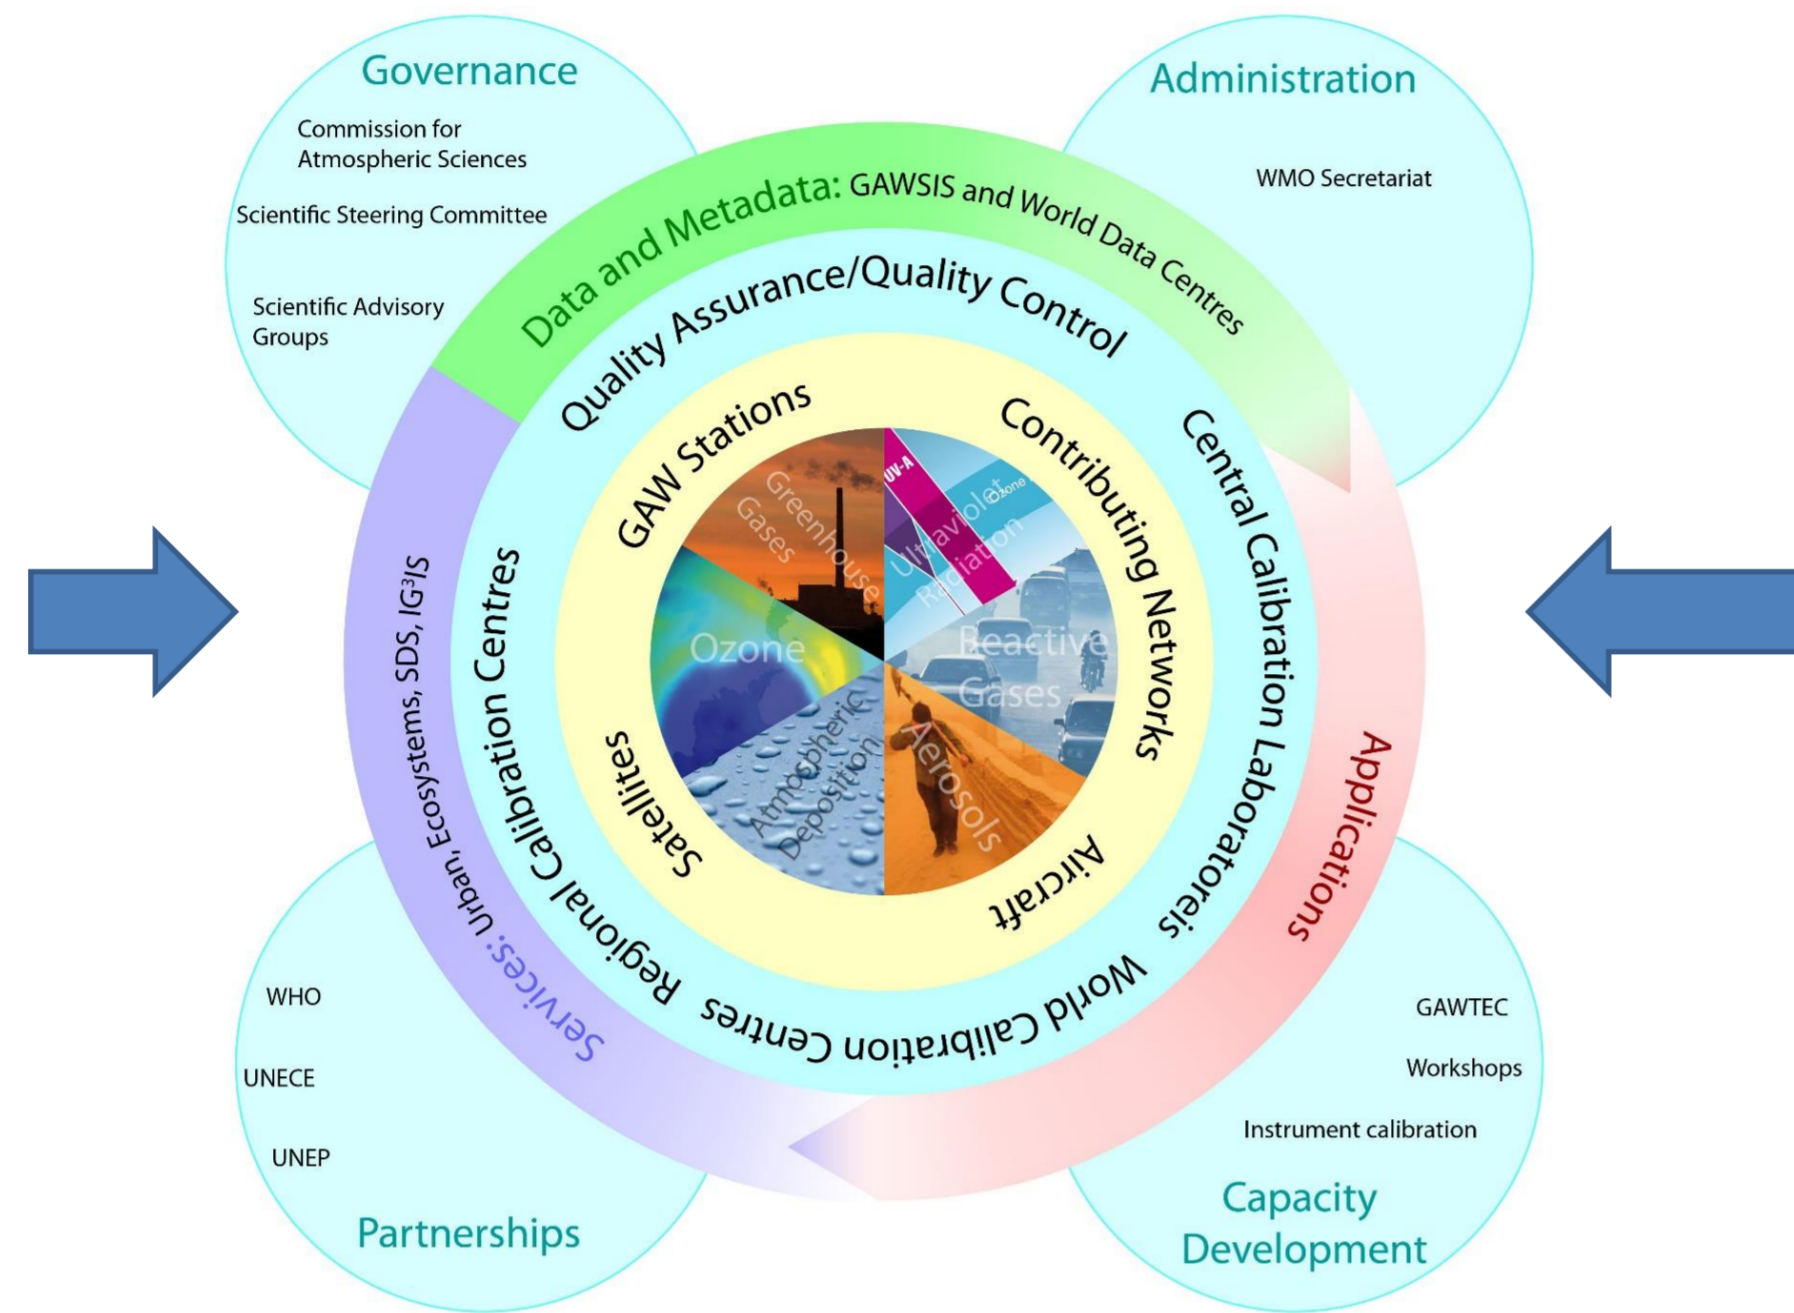 Governance
Commission for
Atmospheric Sciences
Scientific Steering Committee
Scientific Advisory
Groups
Administration
WMO Secretariat
Data and Metadata: GAWSIS and World Data Centres
Quality Assurance/Quality Control
Central Calibration Laboratoreis
World Calibration Centres
Regional Calibration Centres
GAW Stations
Contributing Networks
Aircraft
Satellites
Greenhouse
Gases
UV-A
Ozone
Ultraviolet
Radiation
Reactive
Gases
Aerosols
Atmospheric
Deposition
Ozone
Applications
Services: Urban, Ecosystems, SDS, IG³IS
WHO
UNECE
UNEP
Partnerships
GAWTEC
Workshops
Instrument calibration
Capacity
Development